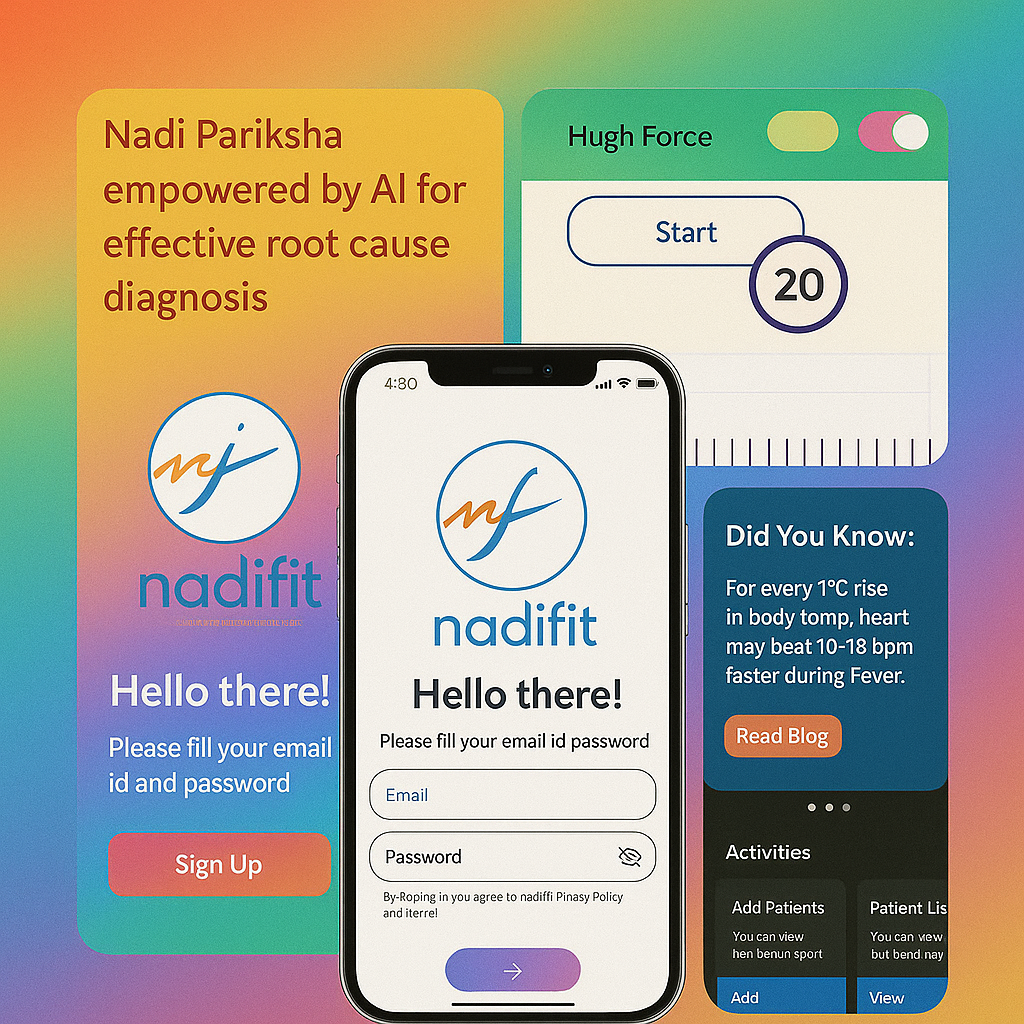 Nadi Pariksha
empowered by AI for
effective root cause
diagnosis
nj
nadifit
Hello there!
Please fill your email
id and password
Sign Up
Hugh Force
Start
20
4:80
nf
nadifit
Hello there!
Please fill your email id password
Email
Password
By-Roping in you agree to nadiffi Pinasy Policy
and iterrel
Did You Know:
For every 1°C rise
in body tomp, heart
may beat 10-18 bpm
faster during Fever.
Read Blog
Activities
Add Patients
You can view
hen benun sport
Add
Patient Lis
You can view
but bend nay
View